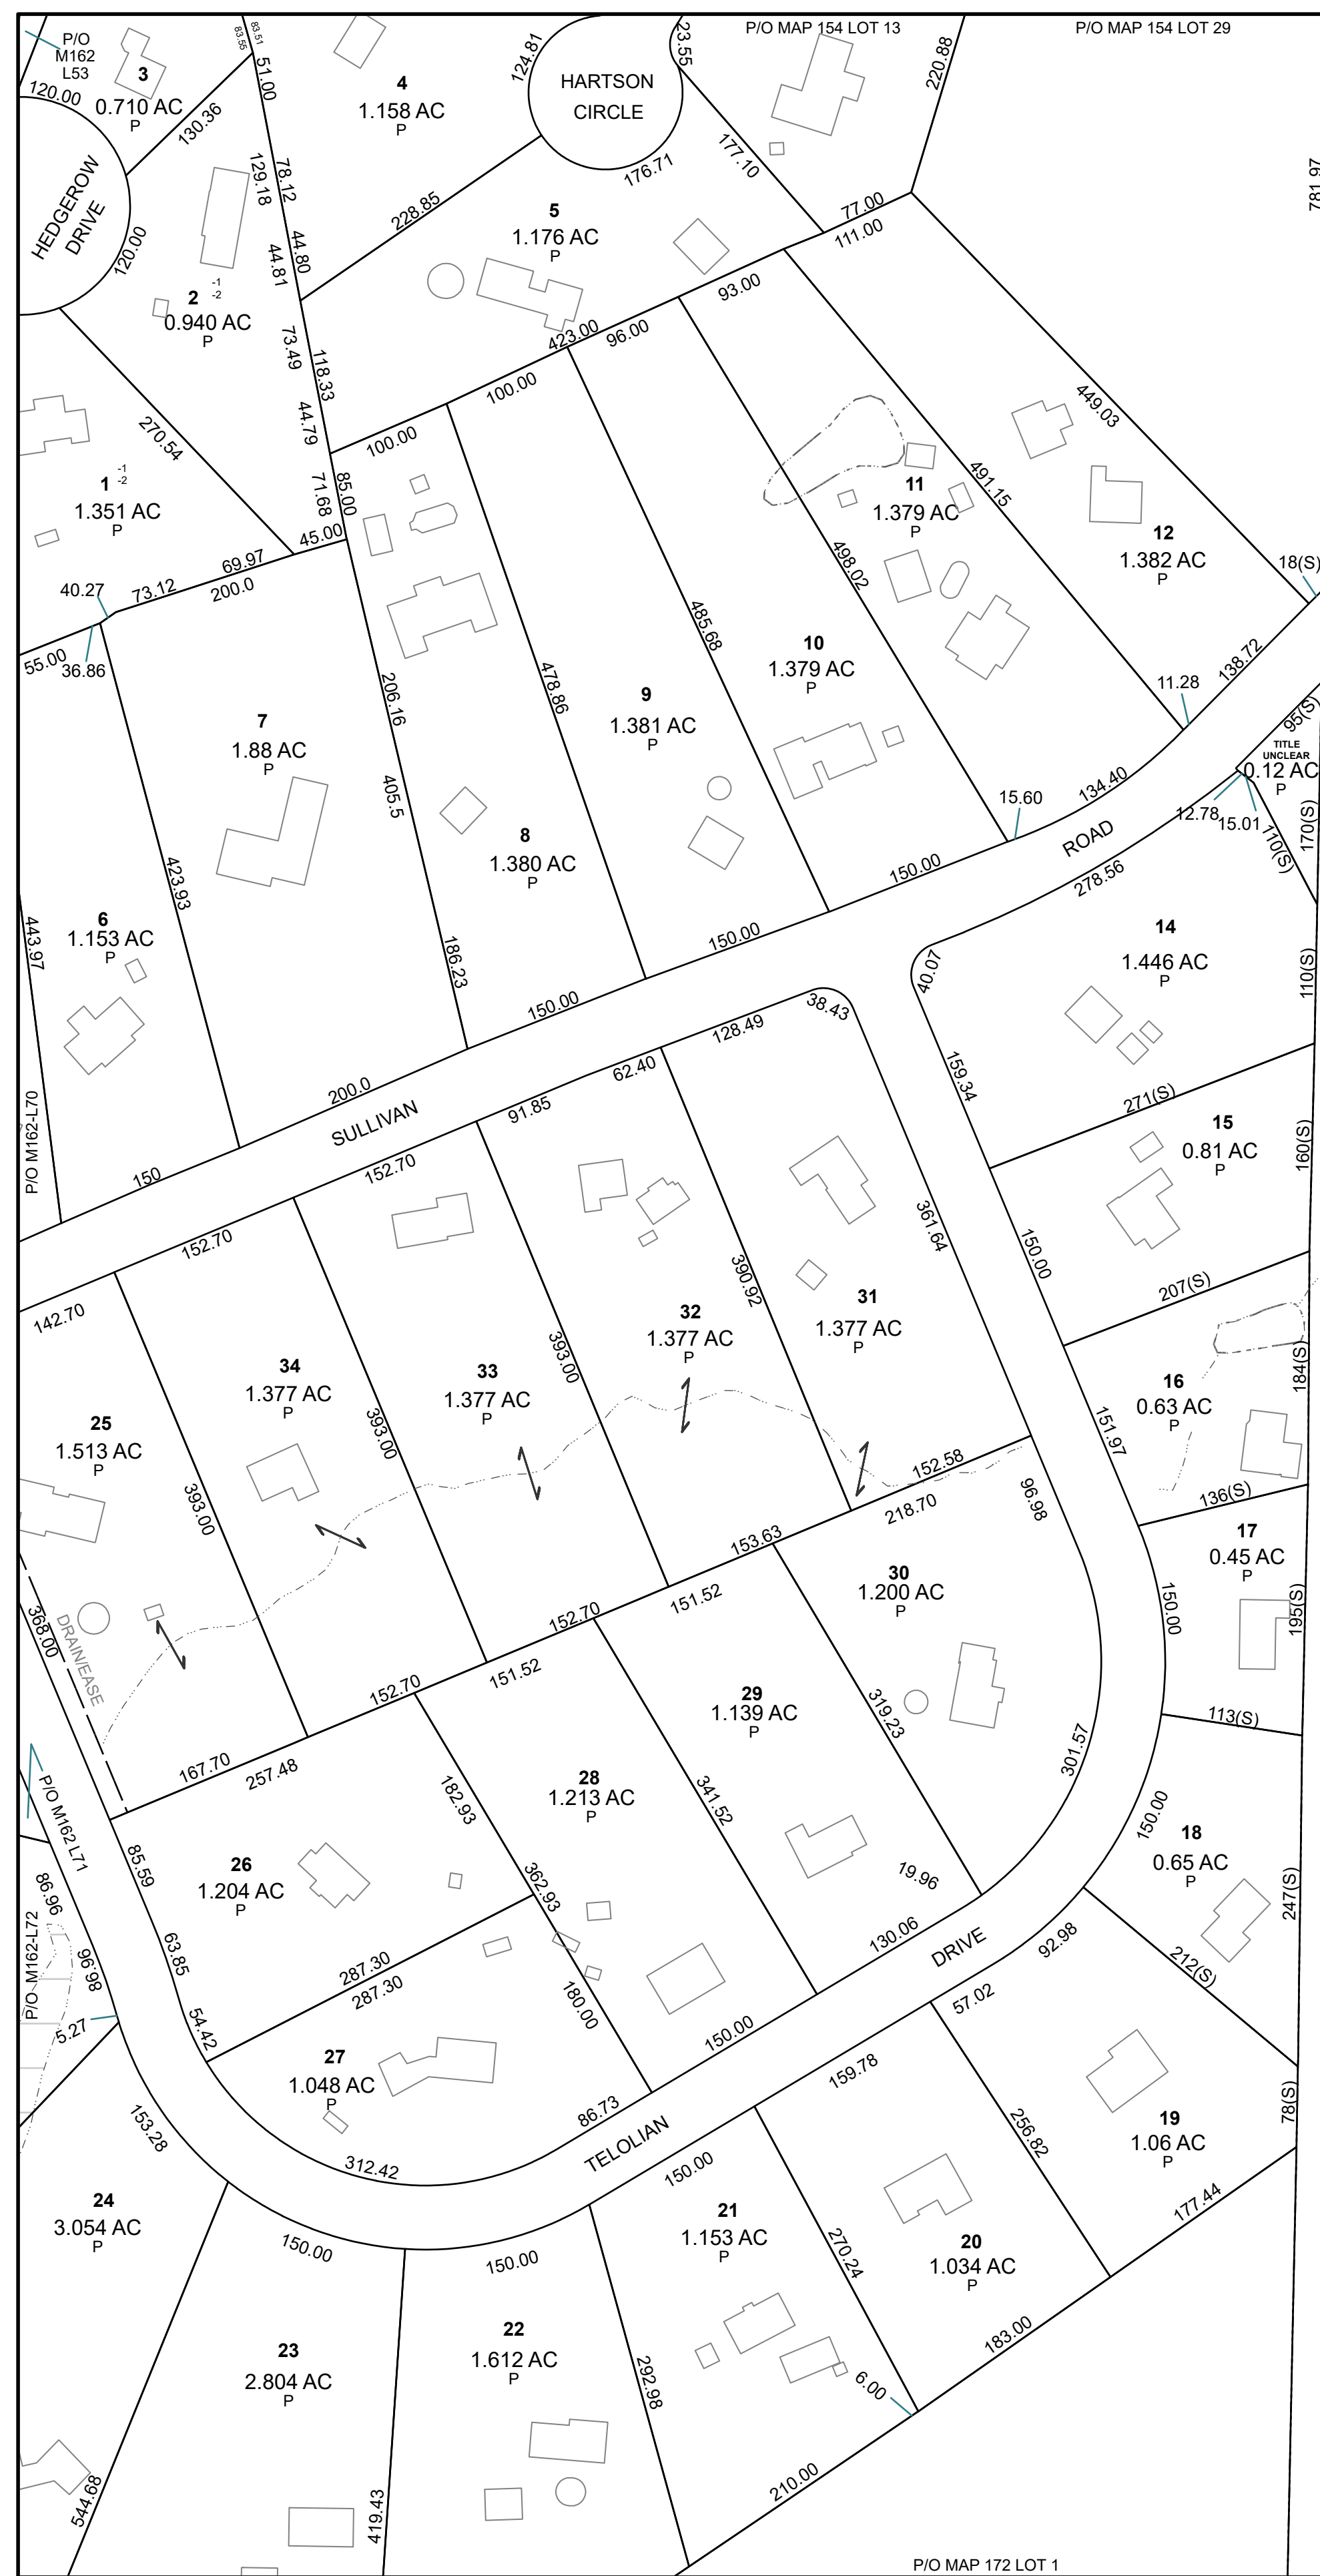 P/O MAP 154 LOT 13
P/O MAP 154 LOT 29
P/O
M162
L53
3
0.710 AC
P
120.00
130.36
83.55
83.51
51.00
4
1.158 AC
P
124.81
HARTSON
CIRCLE
23.55
176.71
177.10
220.88
781.97
HEDGEROW
DRIVE
120.00
129.18
78.12
228.85
5
1.176 AC
P
77.00
111.00
44.81
44.80
2
-1
-2
0.940 AC
P
73.49
118.33
423.00
96.00
93.00
100.00
100.00
44.79
270.54
1
-1
-2
1.351 AC
P
71.68
85.00
45.00
69.97
73.12
200.0
40.27
36.86
55.00
449.03
491.15
11
1.379 AC
P
12
1.382 AC
P
18(S)
498.02
485.68
10
1.379 AC
P
478.86
9
1.381 AC
P
206.16
405.5
7
1.88 AC
P
8
1.380 AC
P
11.28
138.72
95(S)
TITLE
UNCLEAR
0.12 AC
P
15.60
134.40
12.78
15.01
110(S)
170(S)
ROAD
278.56
150.00
150.00
150.00
423.93
186.23
443.97
6
1.153 AC
P
14
1.446 AC
P
110(S)
40.07
38.43
128.49
62.40
91.85
159.34
271(S)
200.0
SULLIVAN
150
P/O M162-L70
15
0.81 AC
P
160(S)
152.70
152.70
142.70
361.64
150.00
207(S)
390.92
31
1.377 AC
P
32
1.377 AC
P
393.00
33
1.377 AC
P
34
1.377 AC
P
393.00
393.00
25
1.513 AC
P
16
0.63 AC
P
184(S)
151.97
136(S)
152.58
218.70
96.98
17
0.45 AC
P
195(S)
150.00
113(S)
153.63
151.52
152.70
151.52
152.70
167.70
257.48
30
1.200 AC
P
29
1.139 AC
P
319.23
301.57
368.00
DRAIN/EASE
P/O M162 L71
28
1.213 AC
P
341.52
182.93
362.93
26
1.204 AC
P
85.59
63.85
54.42
86.96
96.98
P/O M162-L72
5.27
19.96
130.06
DRIVE
92.98
57.02
150.00
18
0.65 AC
P
247(S)
212(S)
287.30
287.30
180.00
150.00
27
1.048 AC
P
86.73
TELOLIAN
159.78
150.00
312.42
153.28
150.00
150.00
256.82
19
1.06 AC
P
78(S)
177.44
24
3.054 AC
P
21
1.153 AC
P
270.24
20
1.034 AC
P
183.00
6.00
23
2.804 AC
P
22
1.612 AC
P
292.98
210.00
544.68
419.43
P/O MAP 172 LOT 1